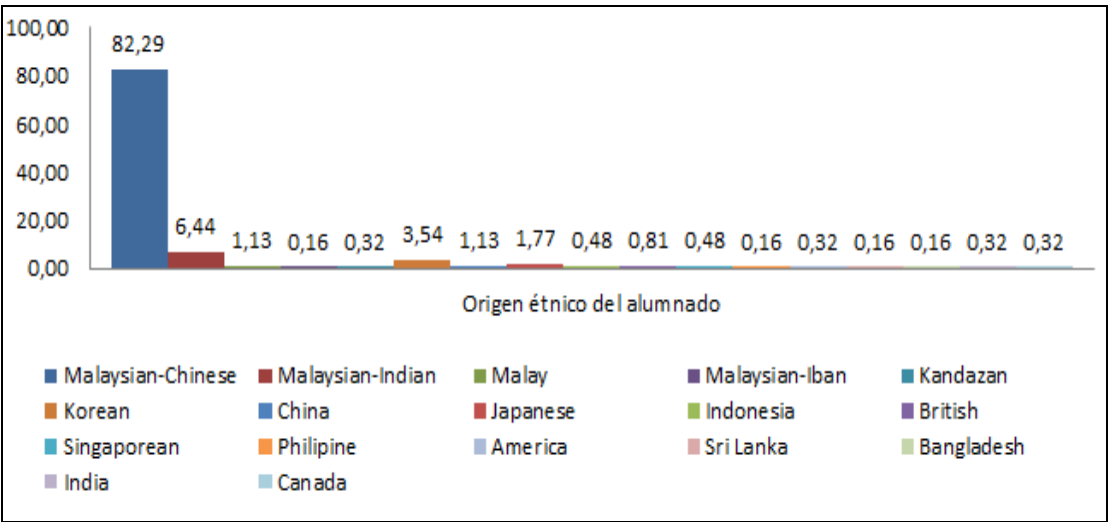 100,00
80,00
60,00
40,00
20,00
0,00
82,29 6,44 1,13 0,16 0,32 3,54 1,13 1,77 0,48 0,81 0,48 0,16 0,32 0,16 0,16 0,32 0,32
Origen étnico del alumnado
Malaysian-Chinese Malaysian-Indian Malay Malaysian-Iban Kandazan
Korean China Japanese Indonesia British
Singaporean Philipine America Sri Lanka Bangladesh
India Canada